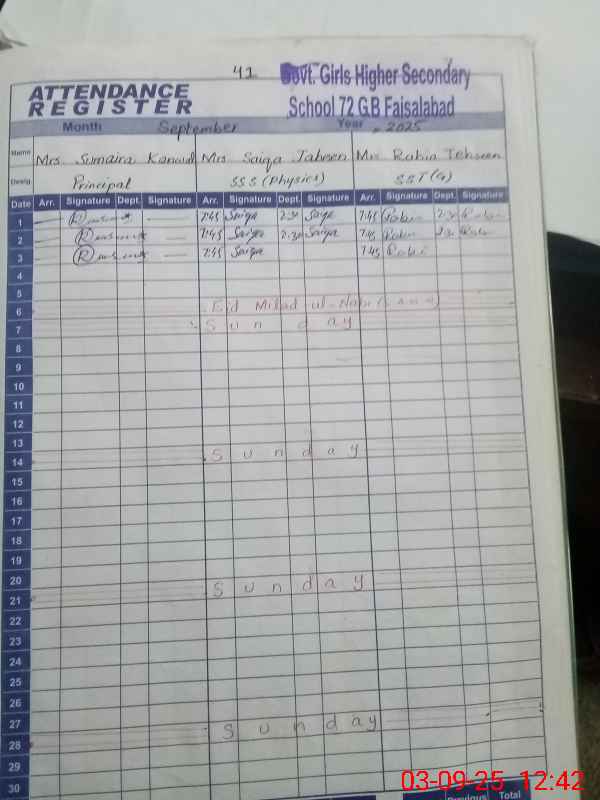 41
Govt. Girls Higher Secondary
School 72 G.B Faisalabad
ATTENDANCE
REGISTER
Month September Year 2025
Name Mrs. Sumaira Kanwal Mrs. Saiqa Jabeen Mrs. Rabia Tehseen
Desig. Principal SSS (Physics) SST(G)
Date Arr. Signature Dept. Signature Arr. Signature Dept. Signature Arr. Signature Dept. Signature
1 7:45 Saiqa 2:30 Saiqa 7:45 Rabia 2:30 Rabia
2 7:45 Saiqa 2:30 Saiqa 7:45 Rabia 2:30 Rabia
3 7:45 Saiqa 7:45 Rabia
4
5
6 Eid Milad ul-Nabi
7 Sunday
8
9
10
11
12
13
14 Sunday
15
16
17
18
19
20
21 Sunday
22
23
24
25
26
27
28 Sunday
29
30
Previous Total
03-09-25 12:42